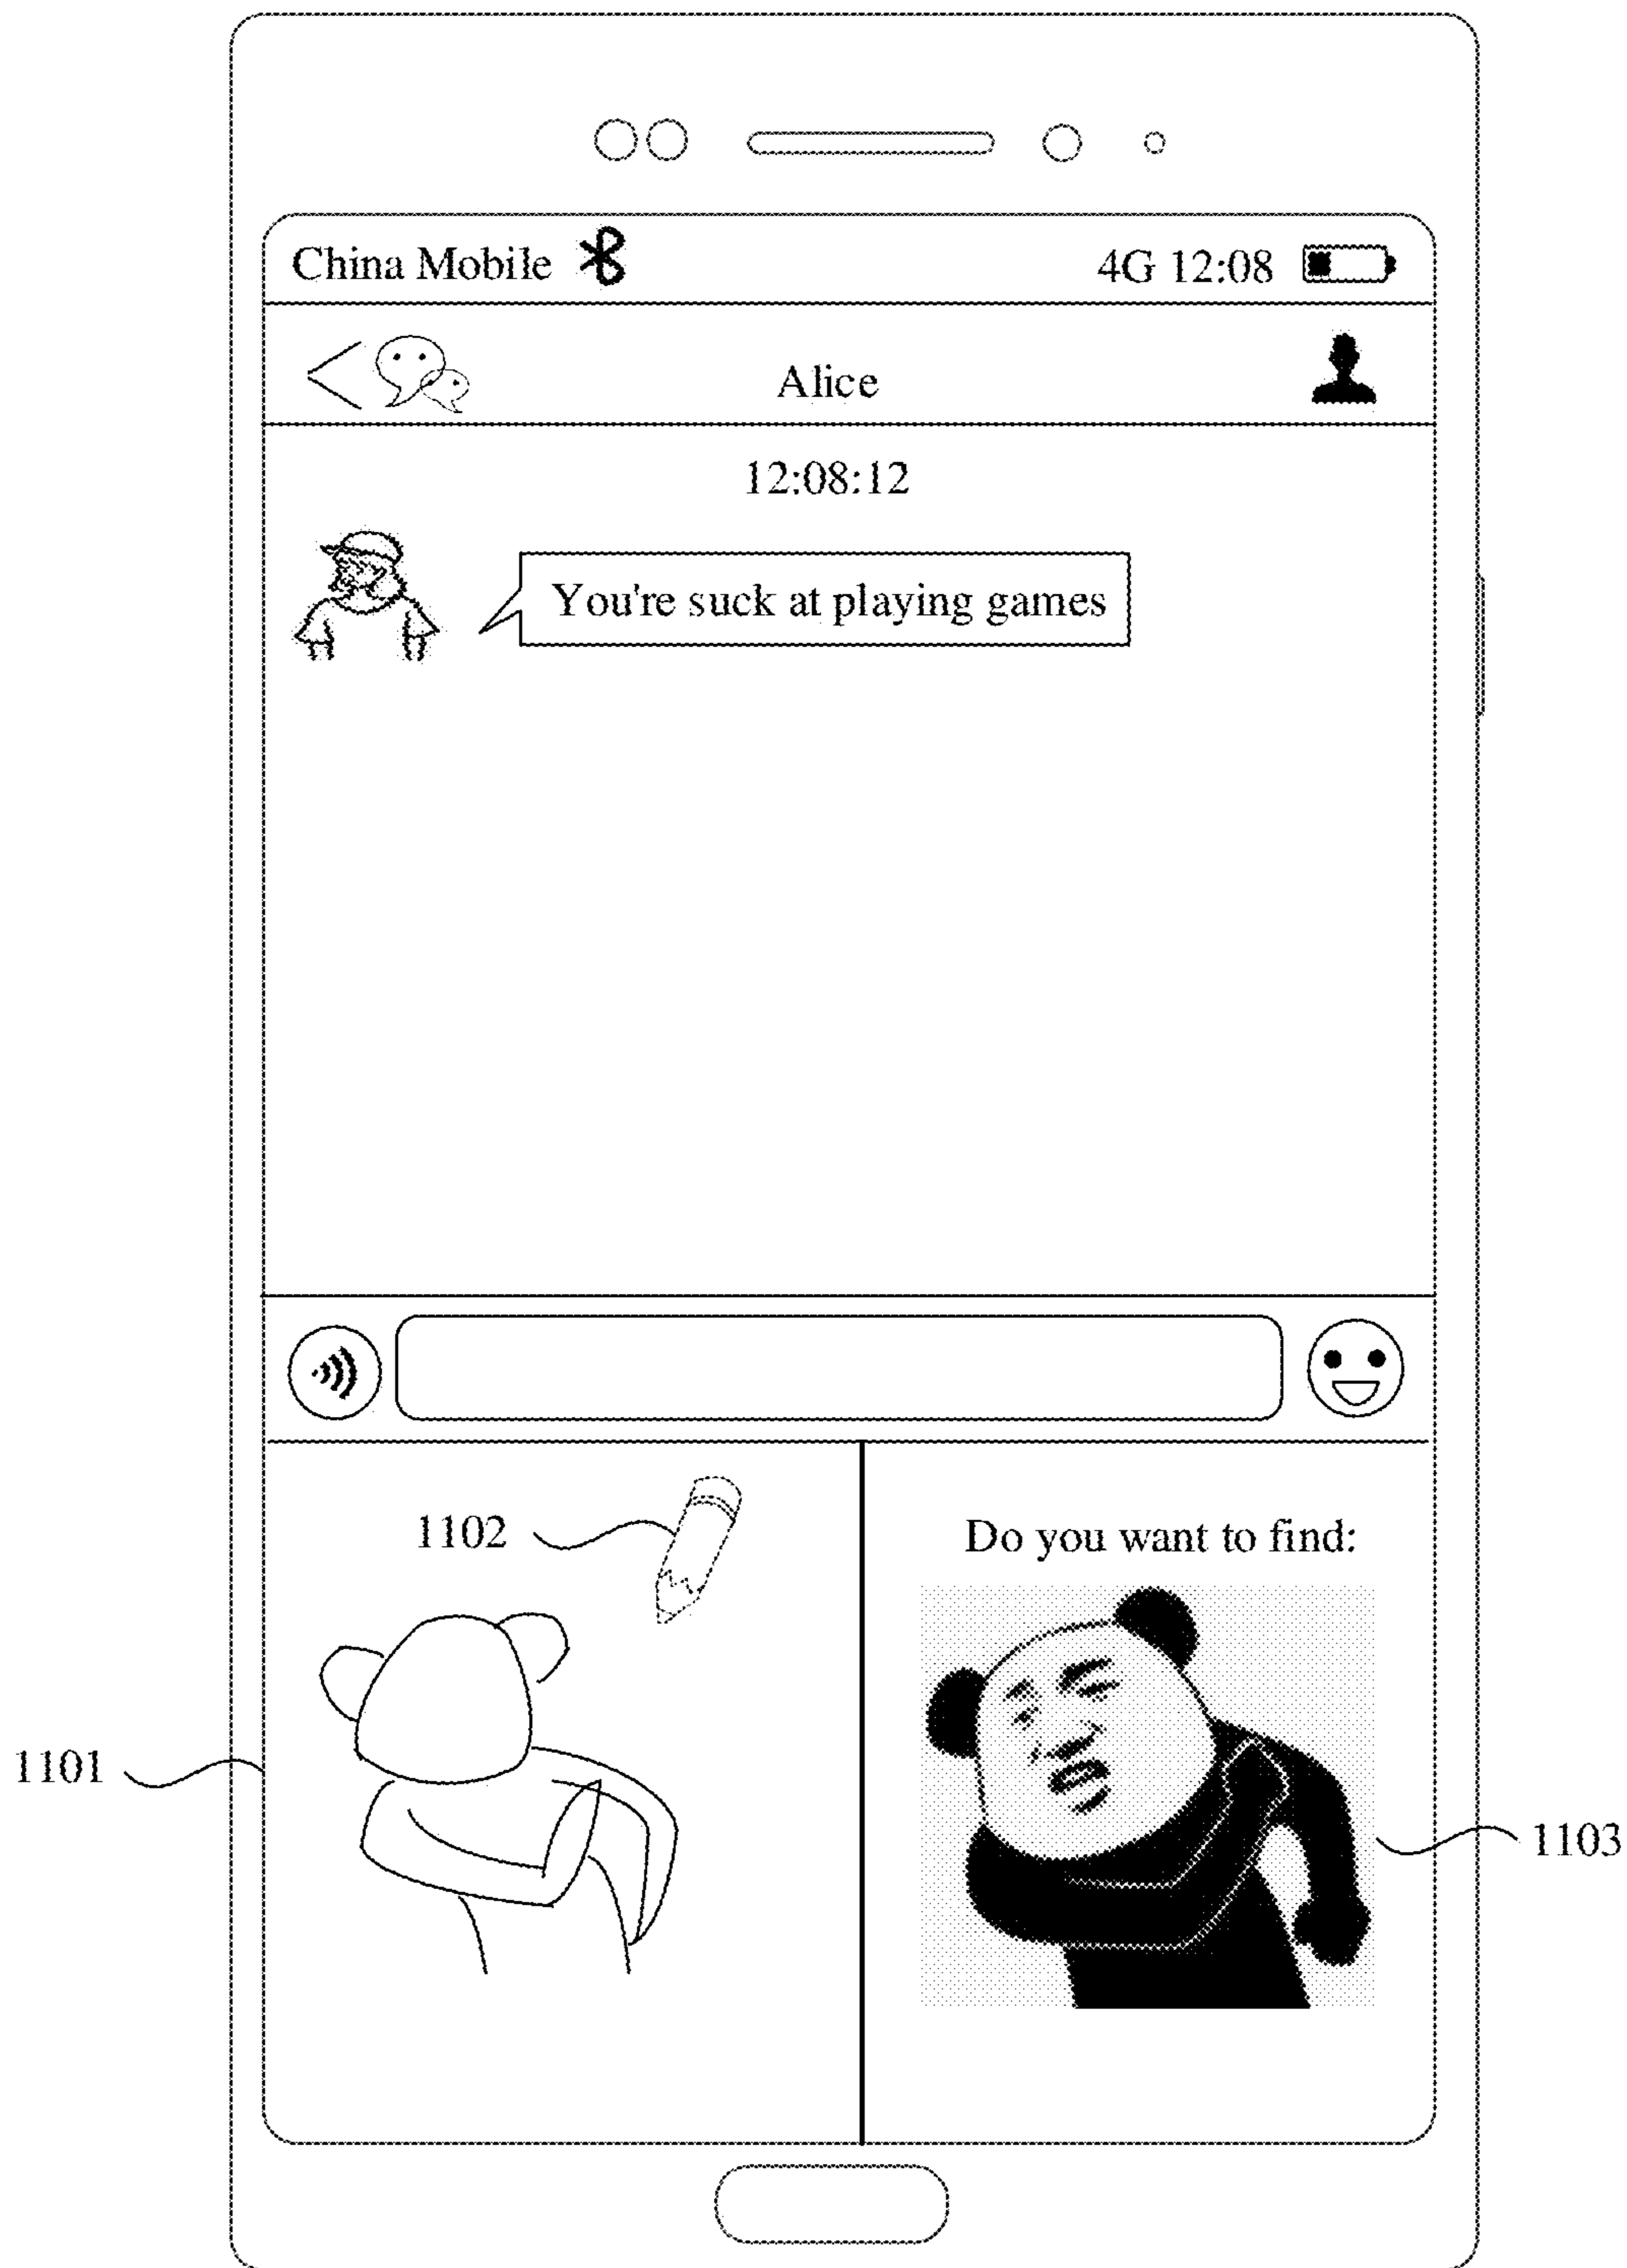 China Mobile 4G 12:08
Alice
12:08:12
You're suck at playing games
1102
Do you want to find:
1101
1103